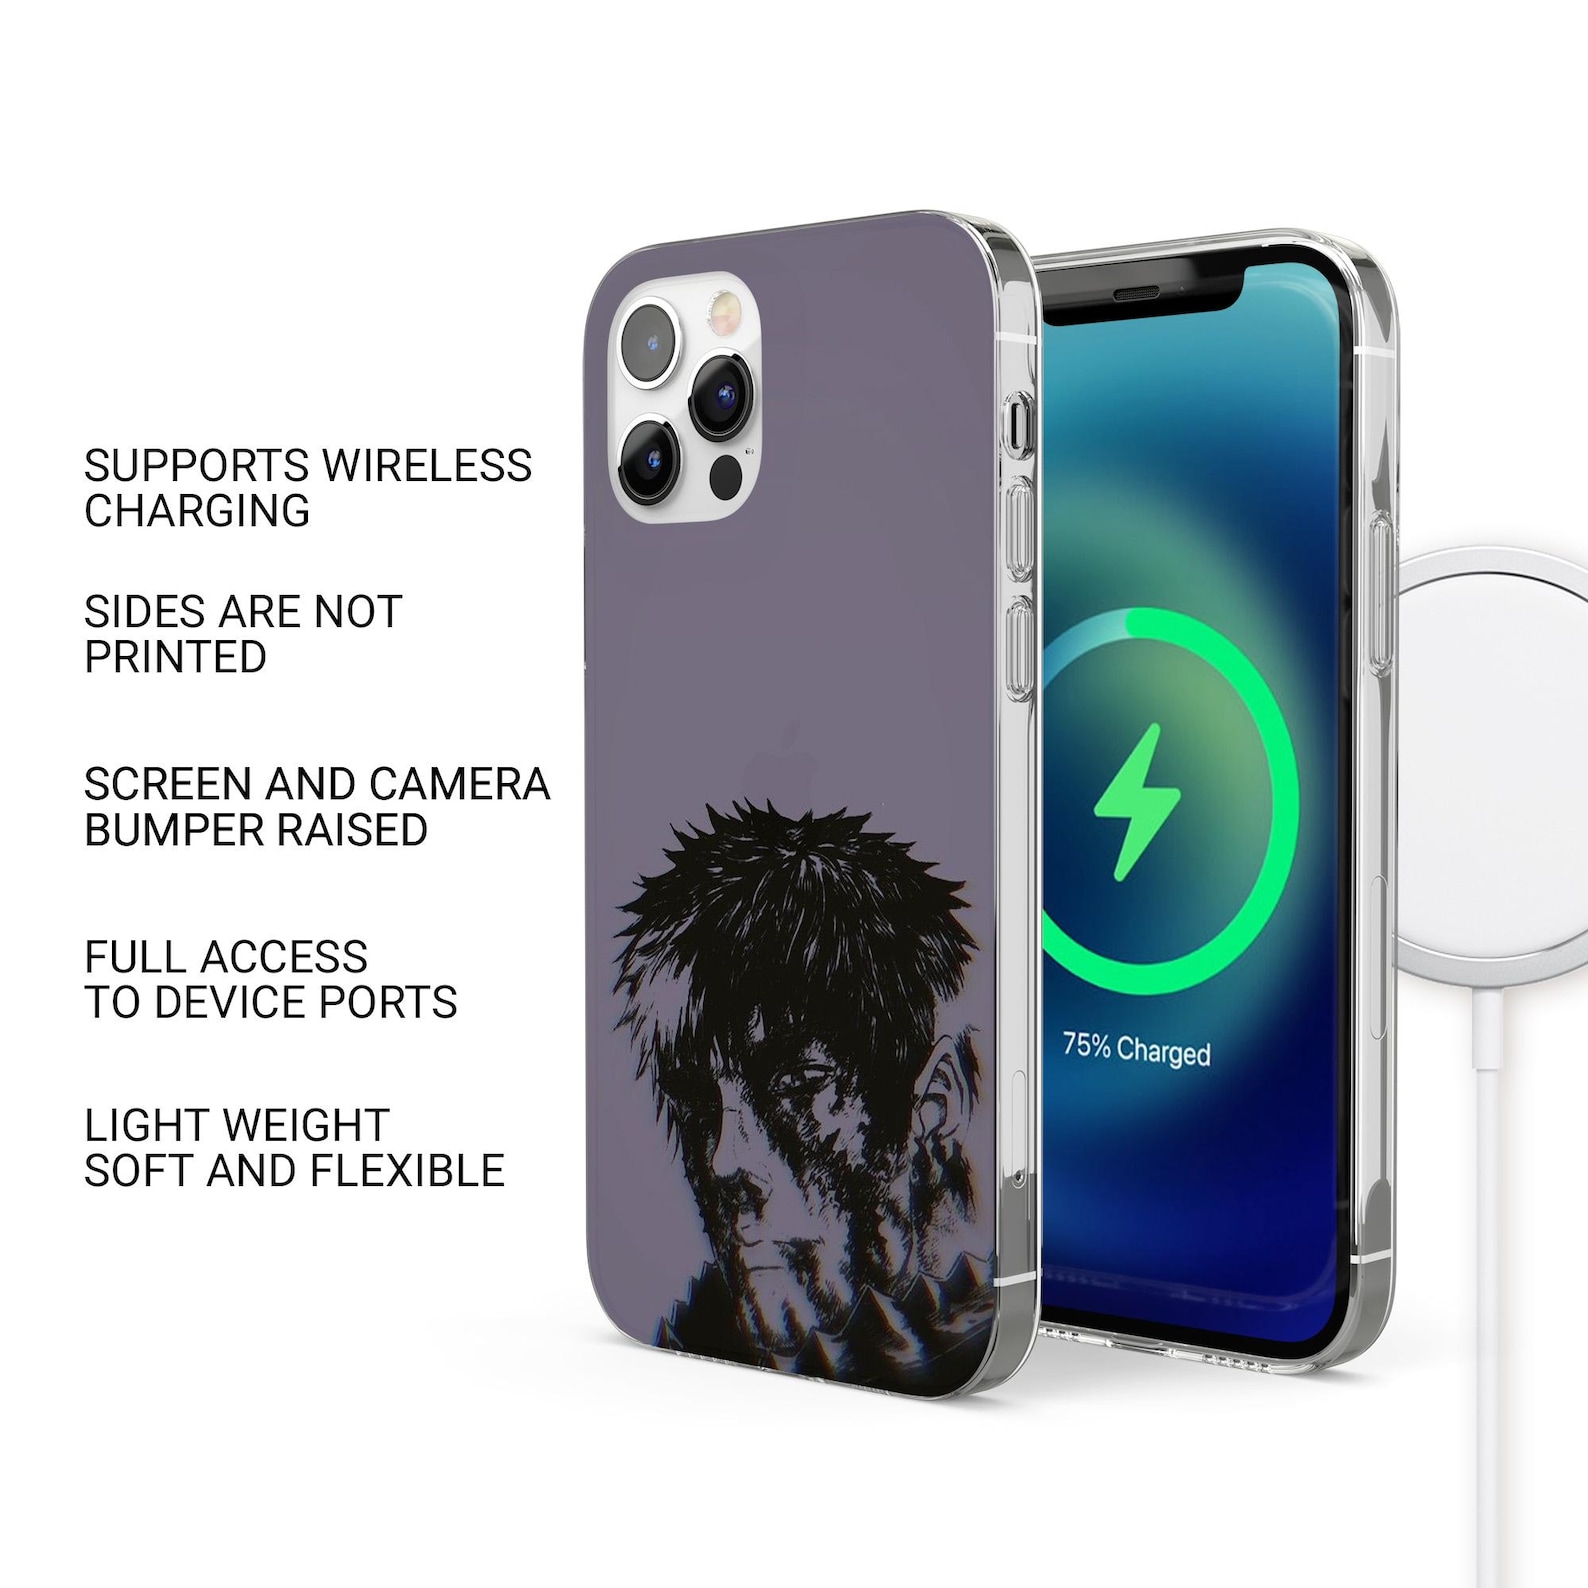 SUPPORTS WIRELESS
CHARGING
SIDES ARE NOT
PRINTED
SCREEN AND CAMERA
BUMPER RAISED
FULL ACCESS
TO DEVICE PORTS
LIGHT WEIGHT
SOFT AND FLEXIBLE
75% Charged